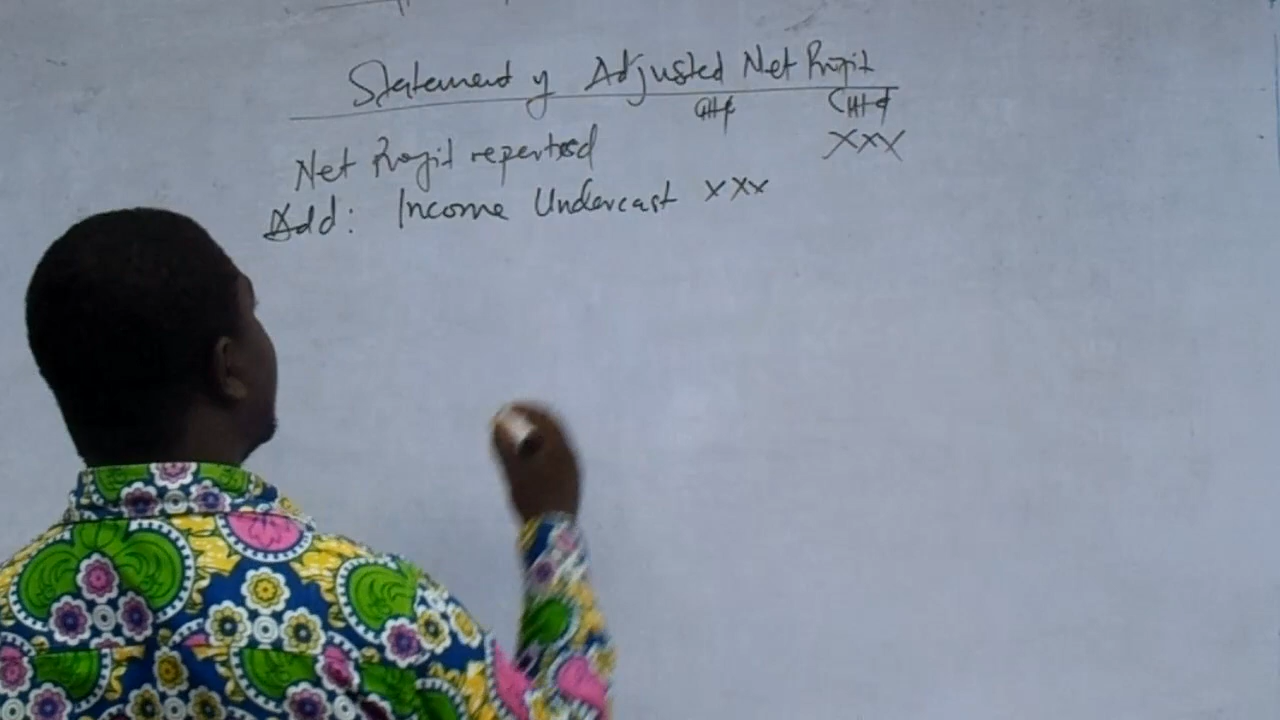 Statement of Adjusted Net Profit
GH¢ GH¢
Net Profit reported xxx
Add: Income Undercast xxx